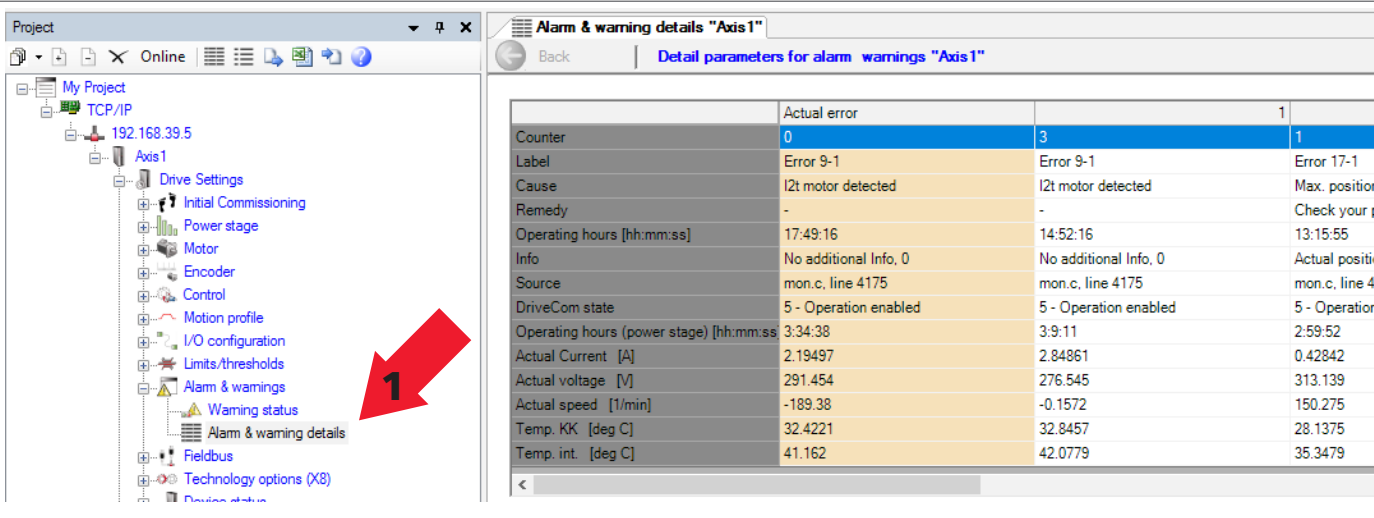 Project
Online
My Project
TCP/IP
192.168.39.5
Axis1
Drive Settings
Initial Commissioning
Power stage
Motor
Encoder
Control
Motion profile
I/O configuration
Limits/thresholds
Alarm & warnings
Warning status
Alarm & warning details
Fieldbus
Technology options (X8)
Device status
1
Alarm & warning details "Axis1"
Back Detail parameters for alarm warnings "Axis1"
Actual error 1
Counter 0 3 1
Label Error 9-1 Error 9-1 Error 17-1
Cause I2t motor detected I2t motor detected Max. position
Remedy - - Check your p
Operating hours [hh:mm:ss] 17:49:16 14:52:16 13:15:55
Info No additional Info, 0 No additional Info, 0 Actual positi
Source mon.c, line 4175 mon.c, line 4175 mon.c, line 4
DriveCom state 5 - Operation enabled 5 - Operation enabled 5 - Operation
Operating hours (power stage) [hh:mm:ss] 3:34:38 3:9:11 2:59:52
Actual Current [A] 2.19497 2.84861 0.42842
Actual voltage [V] 291.454 276.545 313.139
Actual speed [1/min] -189.38 -0.1572 150.275
Temp. KK [deg C] 32.4221 32.8457 28.1375
Temp. int. [deg C] 41.162 42.0779 35.3479